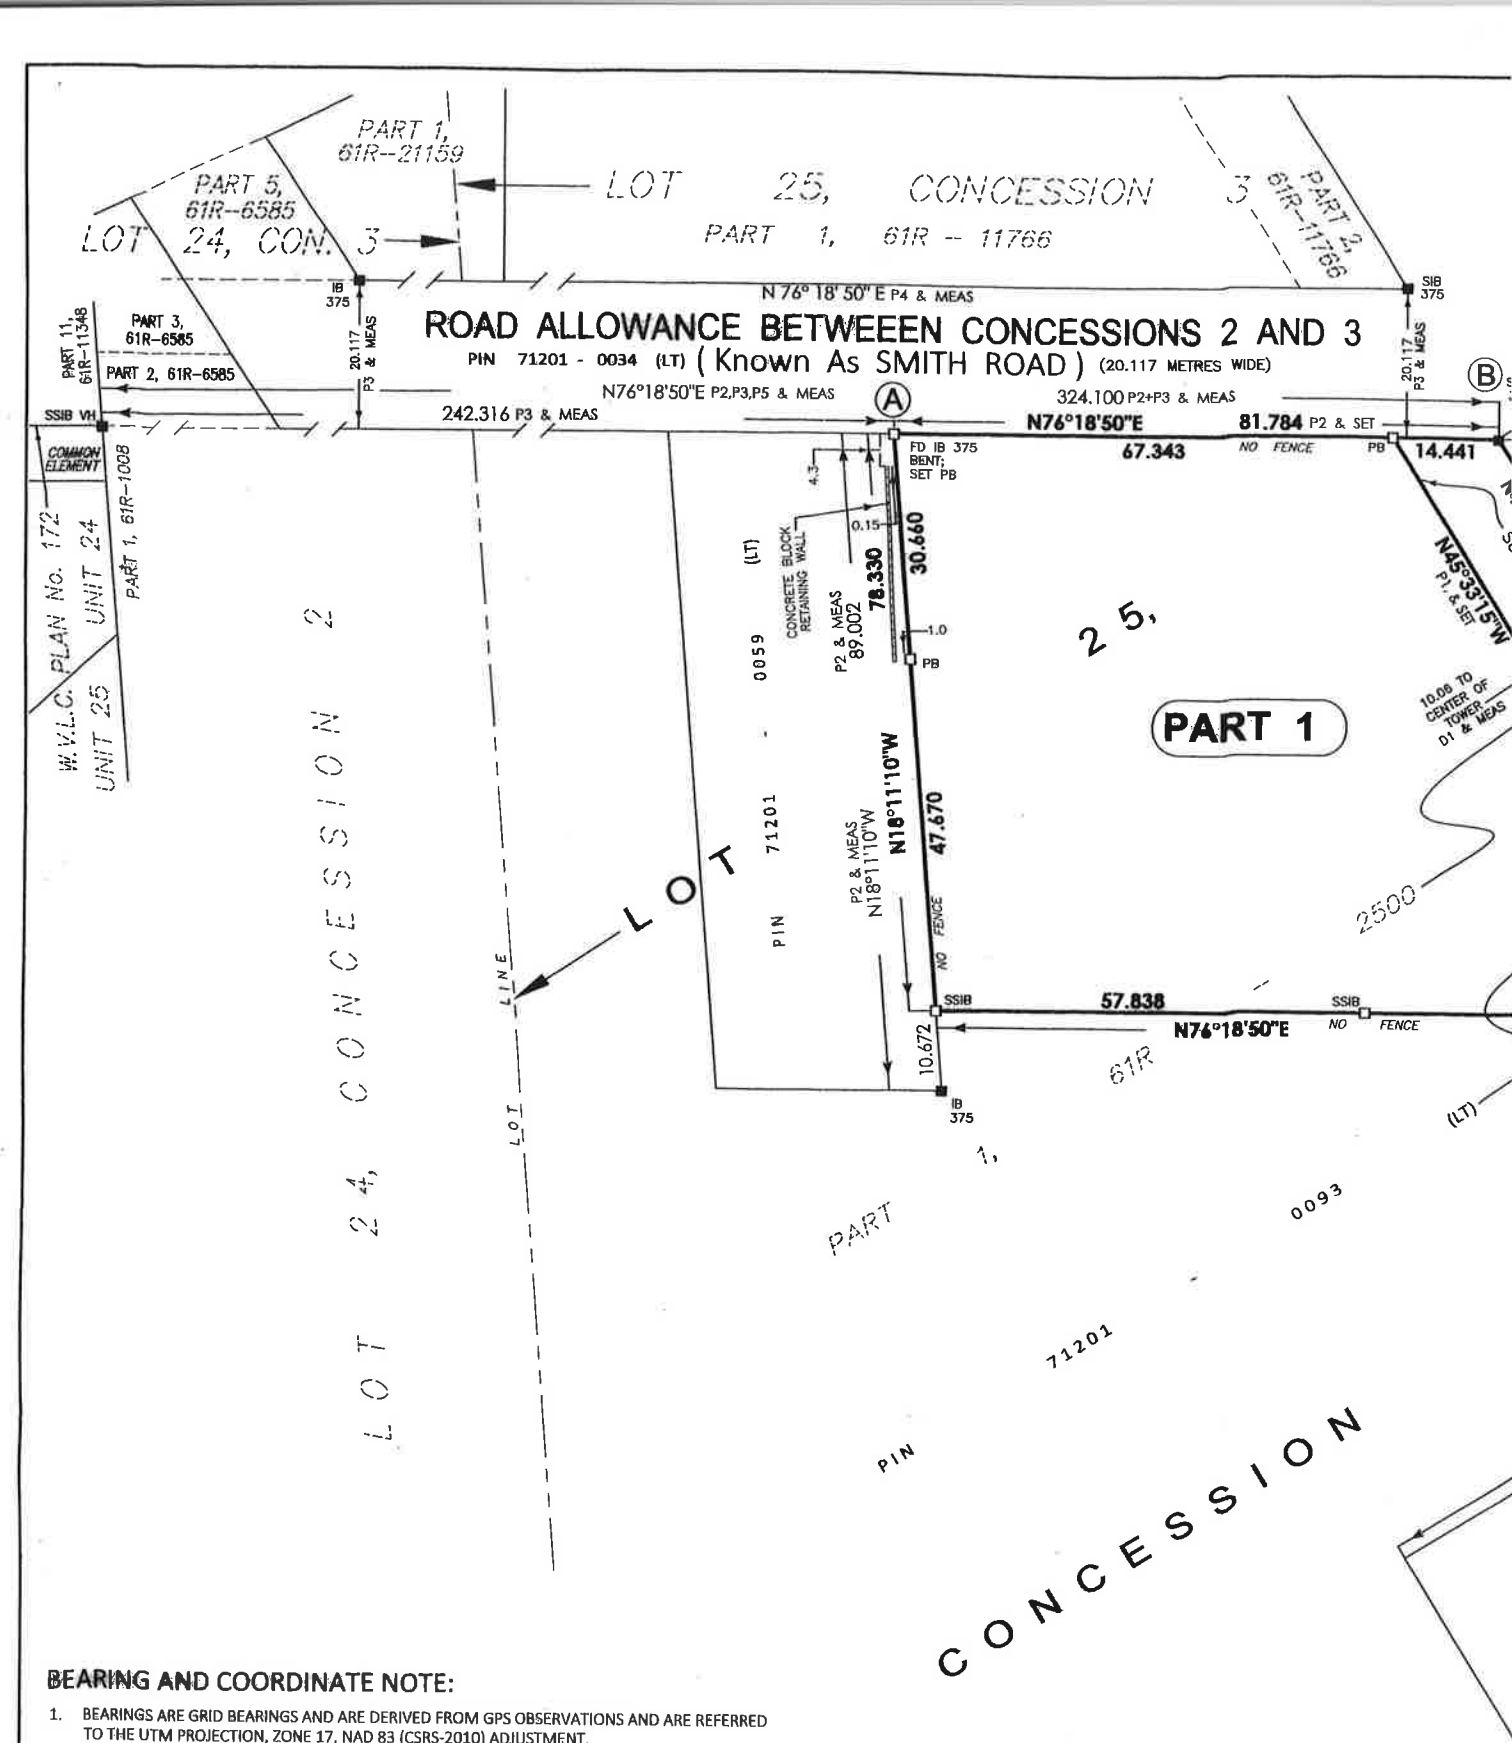 PART 1,
61R--21159
PART 5,
61R--6585
LOT 24, CON. 3
LOT 25, CONCESSION 3
PART 1, 61R -- 11766
PART 2,
61R--11766
IB
375
SIB
375
N 76° 18' 50" E P4 & MEAS
ROAD ALLOWANCE BETWEEEN CONCESSIONS 2 AND 3
PIN 71201 - 0034 (LT) ( Known As SMITH ROAD ) (20.117 METRES WIDE)
PART 11,
61R-11348
PART 3,
61R-6585
PART 2, 61R-6585
20.117
P3 & MEAS
20.117
P3 & MEAS
N76°18'50"E P2,P3,P5 & MEAS
324.100 P2+P3 & MEAS
A
B
SSIB VH
242.316 P3 & MEAS
N76°18'50"E
81.784 P2 & SET
COMMON
ELEMENT
FD IB 375
BENT;
SET PB
67.343
NO FENCE
PB
14.441
PART 1, 61R-1008
W.V.L.C. PLAN No. 172
UNIT 24
UNIT 25
4.3
CONCRETE BLOCK
RETAINING WALL
0.15
P2 & MEAS
89.002
78.330
30.660
1.0
PB
N45°33'15"W
P1, & SET
25,
PART 1
10.06 TO
CENTER OF
TOWER
D1 & MEAS
PIN 71201 - 0059 (LT)
P2 & MEAS
N18°11'10"W
N18°11'10"W
47.670
NO FENCE
LOT
LOT LINE
LOT 24, CONCESSION 2
2500
SSIB
57.838
SSIB
N76°18'50"E
NO FENCE
10.672
IB
375
61R
(LT)
1,
PART
0093
71201
PIN
CONCESSION
BEARING AND COORDINATE NOTE:
1. BEARINGS ARE GRID BEARINGS AND ARE DERIVED FROM GPS OBSERVATIONS AND ARE REFERRED
TO THE UTM PROJECTION, ZONE 17, NAD 83 (CSRS-2010) ADJUSTMENT.